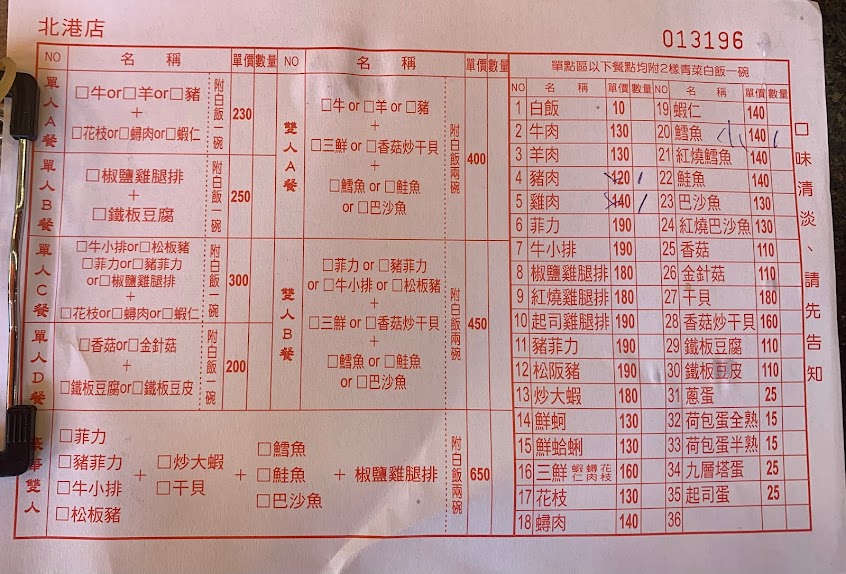 北港店
013196
NO 名稱 單價 數量 NO 名稱 單價 數量
單人A餐 □牛or□羊or□豬 附白飯一碗 230
+
□花枝or□蟳肉or□蝦仁
單人B餐 □椒鹽雞腿排 附白飯一碗 250
+
□鐵板豆腐
單人C餐 □牛小排or□松板豬 附白飯一碗 300
□菲力or□豬菲力
or□椒鹽雞腿排
+
□花枝or□蟳肉or□蝦仁
單人D餐 □香菇or□金針菇 附白飯一碗 200
+
□鐵板豆腐or□鐵板豆皮
雙人A餐 □牛 or □羊 or □豬 附白飯兩碗 400
+
□三鮮 or □香菇炒干貝
+
□鱈魚 or □鮭魚
or □巴沙魚
雙人B餐 □菲力 or □豬菲力 附白飯兩碗 450
or □牛小排 or □松板豬
+
□三鮮 or □香菇炒干貝
+
□鱈魚 or □鮭魚
or □巴沙魚
雙人
□菲力
□豬菲力
□牛小排
□松板豬
+
□炒大蝦
□干貝
+
□鱈魚
□鮭魚
□巴沙魚
+ 椒鹽雞腿排 附白飯兩碗 650
單點區以下餐點均附2樣青菜白飯一碗
NO 名稱 單價 數量 NO 名稱 單價 數量
1 白飯 10 19 蝦仁 140
2 牛肉 130 20 鱈魚 140
3 羊肉 130 21 紅燒鱈魚 140
4 豬肉 120 22 鮭魚 140
5 雞肉 140 23 巴沙魚 130
6 菲力 190 24 紅燒巴沙魚 130
7 牛小排 190 25 香菇 110
8 椒鹽雞腿排 180 26 金針菇 110
9 紅燒雞腿排 180 27 干貝 180
10 起司雞腿排 190 28 香菇炒干貝 160
11 豬菲力 190 29 鐵板豆腐 110
12 松阪豬 190 30 鐵板豆皮 110
13 炒大蝦 180 31 蔥蛋 25
14 鮮蚵 130 32 荷包蛋全熟 15
15 鮮蛤蜊 130 33 荷包蛋半熟 15
16 三鮮 蝦仁 蟳肉 花枝 160 34 九層塔蛋 25
17 花枝 130 35 起司蛋 25
18 蟳肉 140 36
口味清淡、請先告知